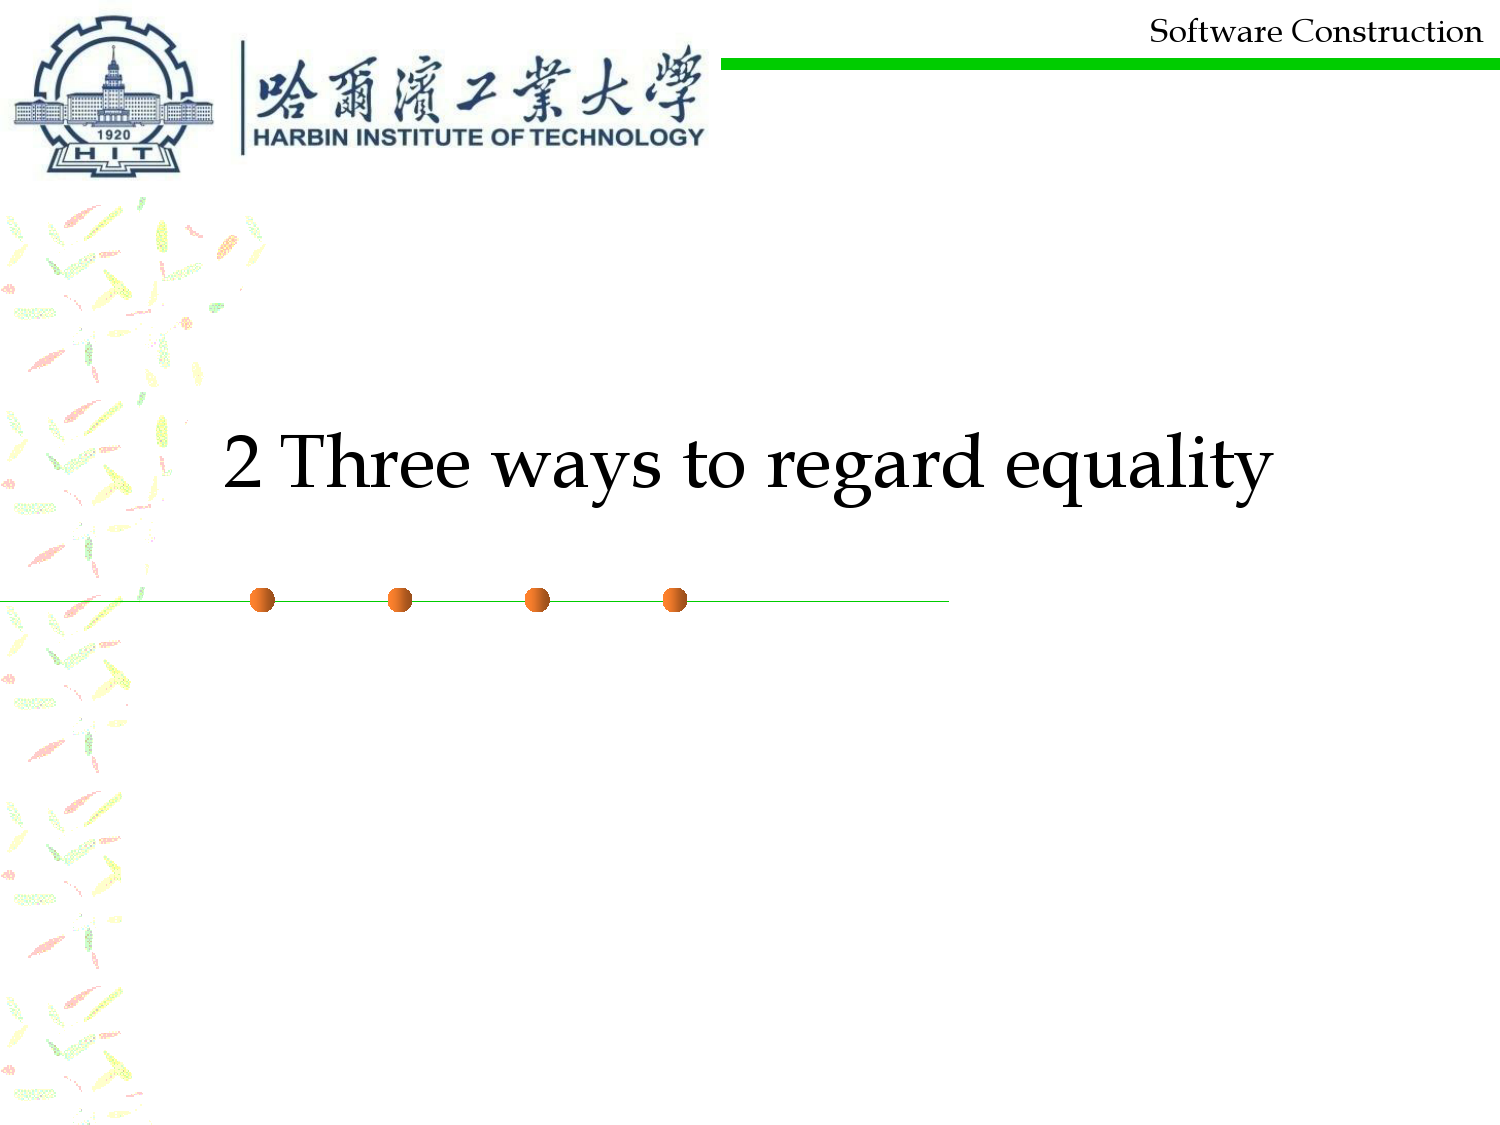 Software Construction
哈爾濱工業大學
HARBIN INSTITUTE OF TECHNOLOGY
1920
HIT
2 Three ways to regard equality